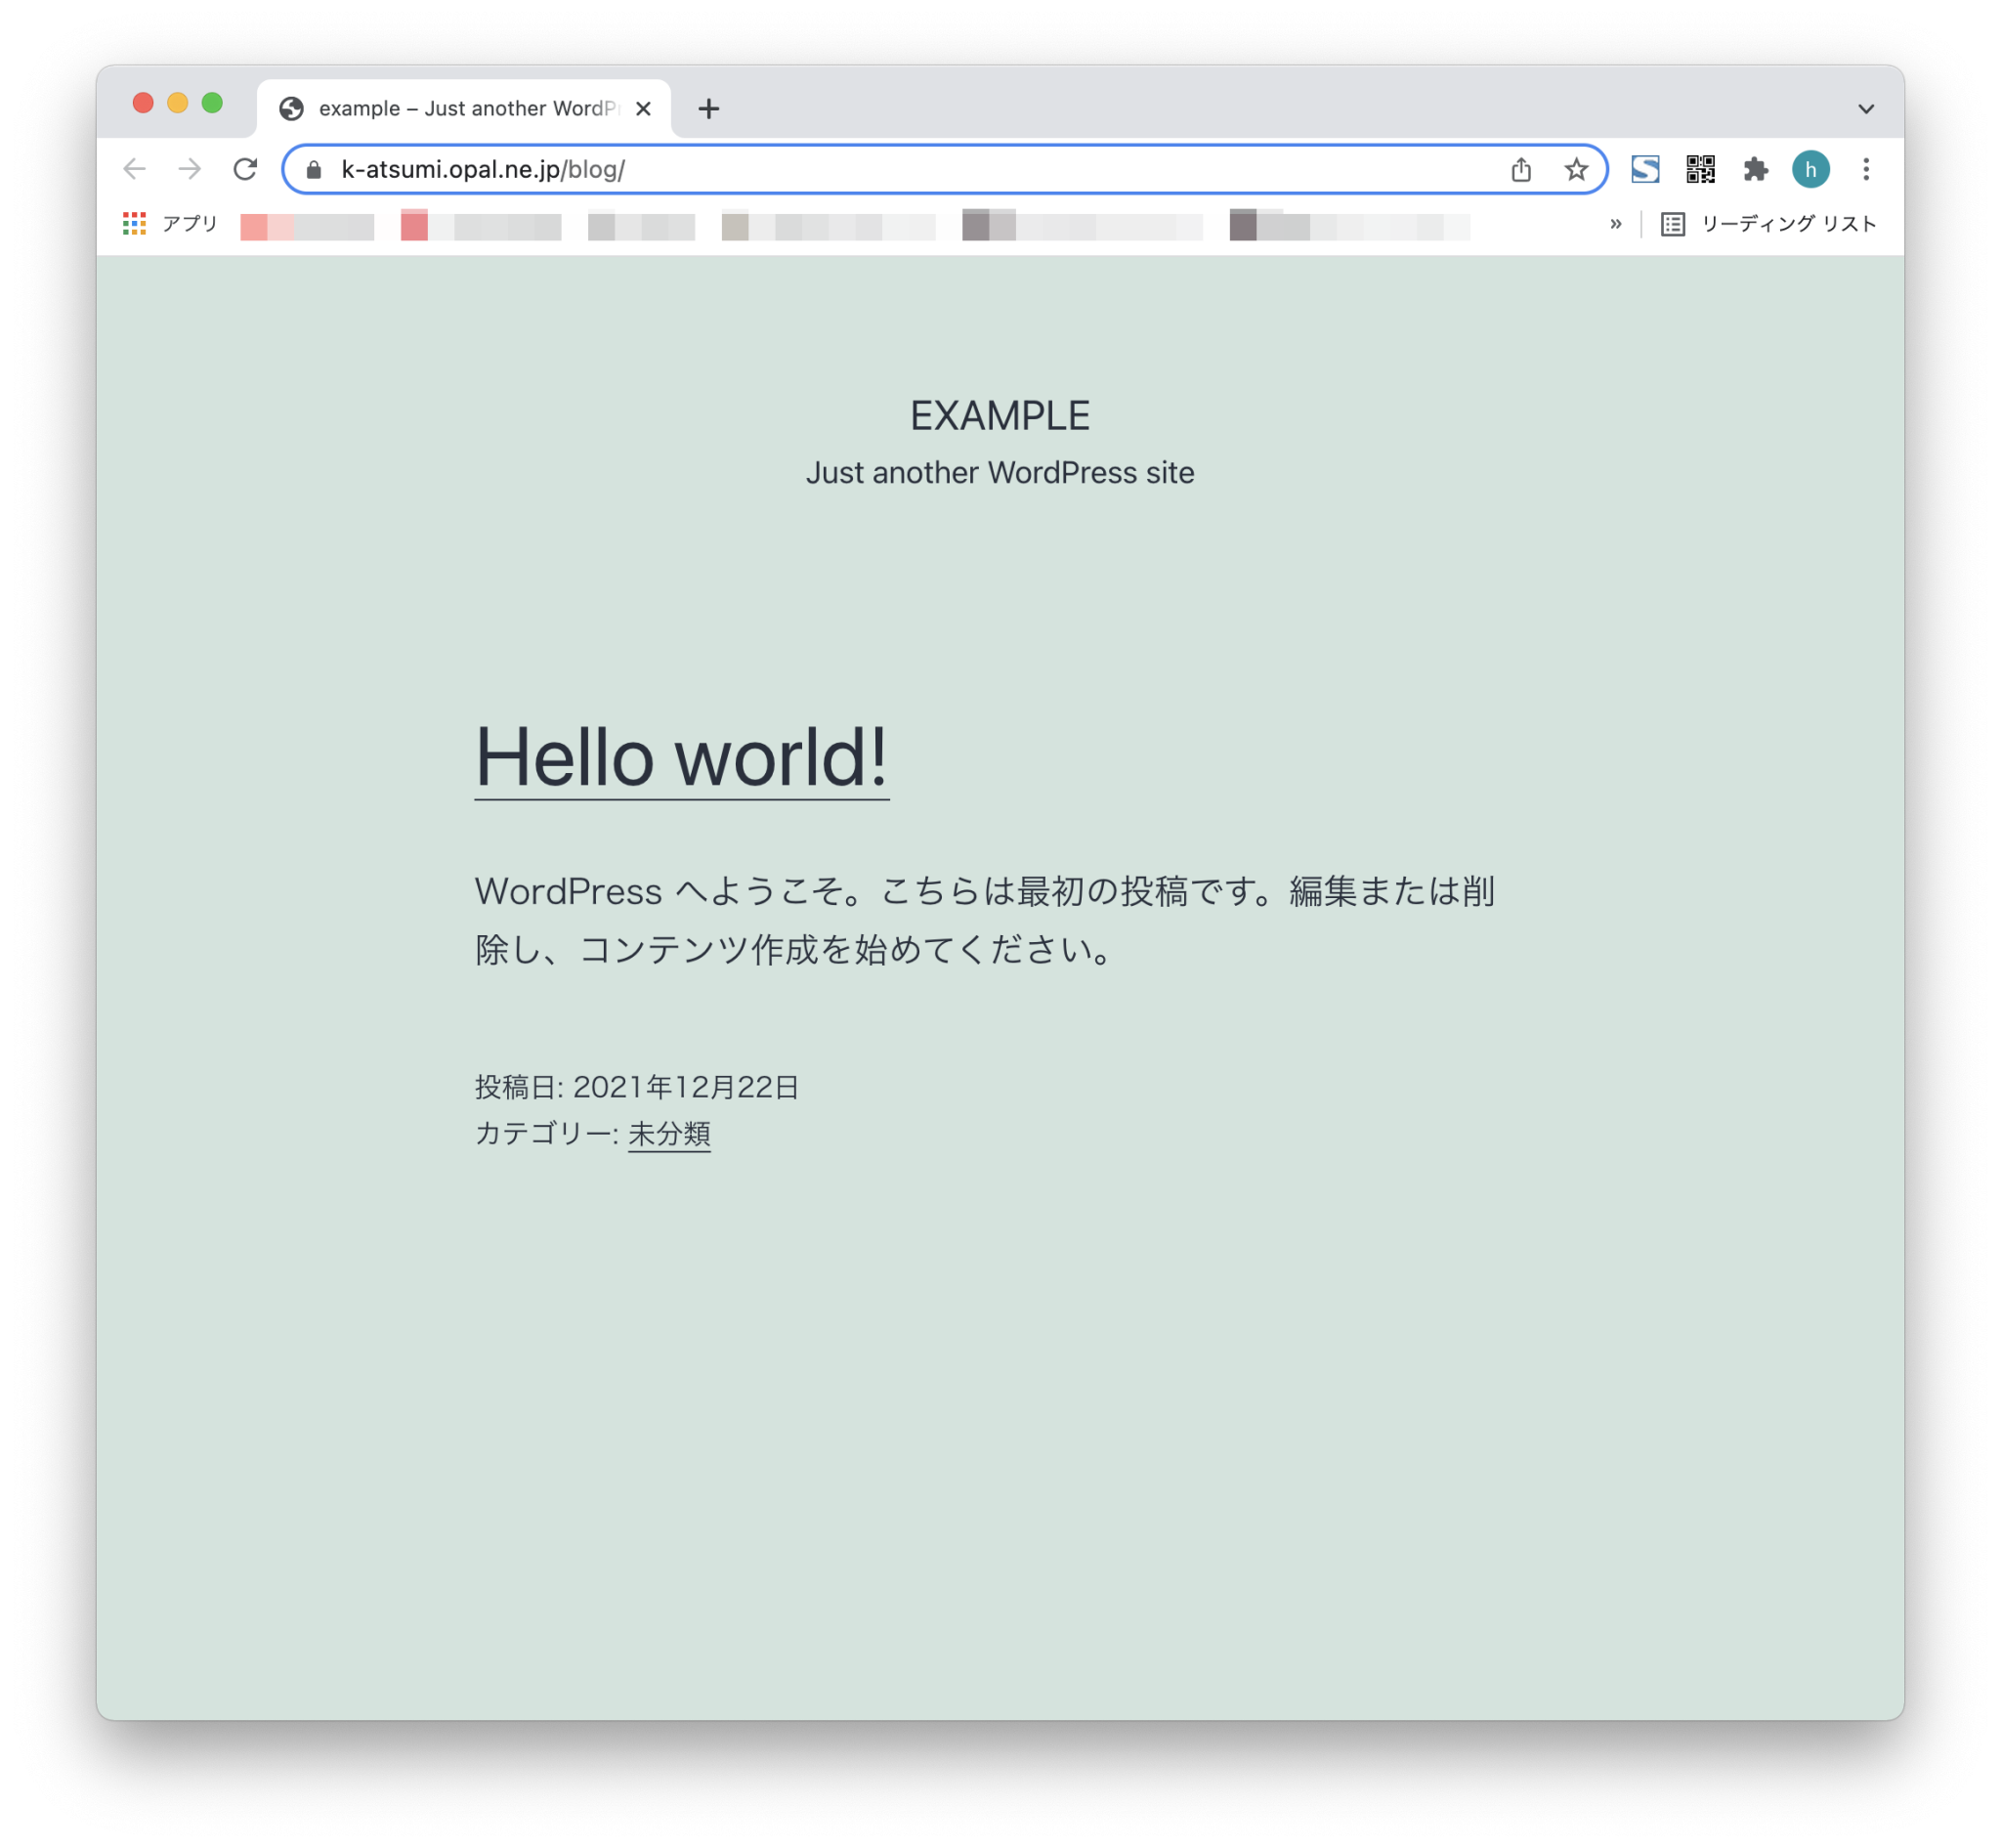 example – Just another WordPr
k-atsumi.opal.ne.jp/blog/
h
アプリ
»
リーディング リスト
EXAMPLE
Just another WordPress site
Hello world!
WordPress へようこそ。こちらは最初の投稿です。編集または削
除し、コンテンツ作成を始めてください。
投稿日: 2021年12月22日
カテゴリー: 未分類